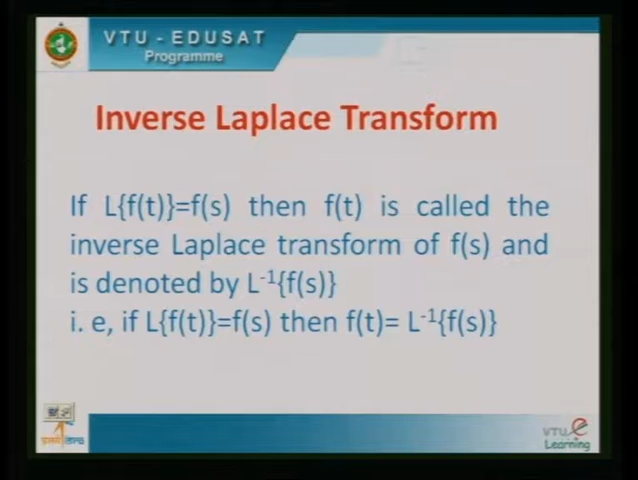 VTU - EDUSAT
Programme
Inverse Laplace Transform
If L{f(t)}=f(s) then f(t) is called the
inverse Laplace transform of f(s) and
is denoted by L⁻¹{f(s)}
i. e, if L{f(t)}=f(s) then f(t)= L⁻¹{f(s)}
VTU e
Learning